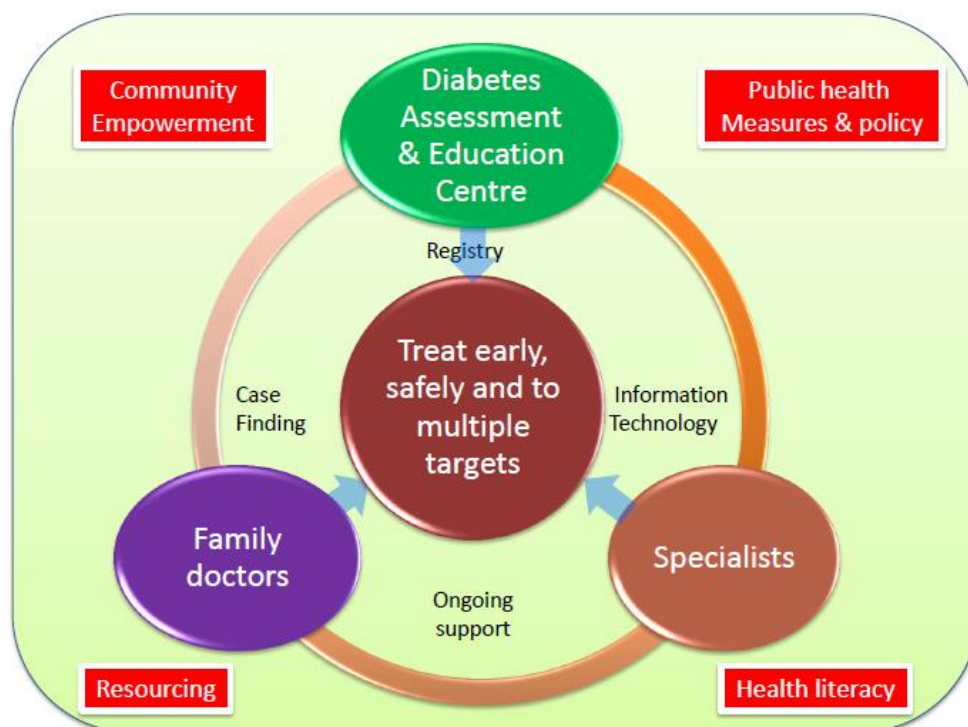 Community
Empowerment
Diabetes
Assessment
& Education
Centre
Public health
Measures & policy
Registry
Treat early,
safely and to
multiple
targets
Case
Finding
Information
Technology
Family
doctors
Specialists
Ongoing
support
Resourcing
Health literacy